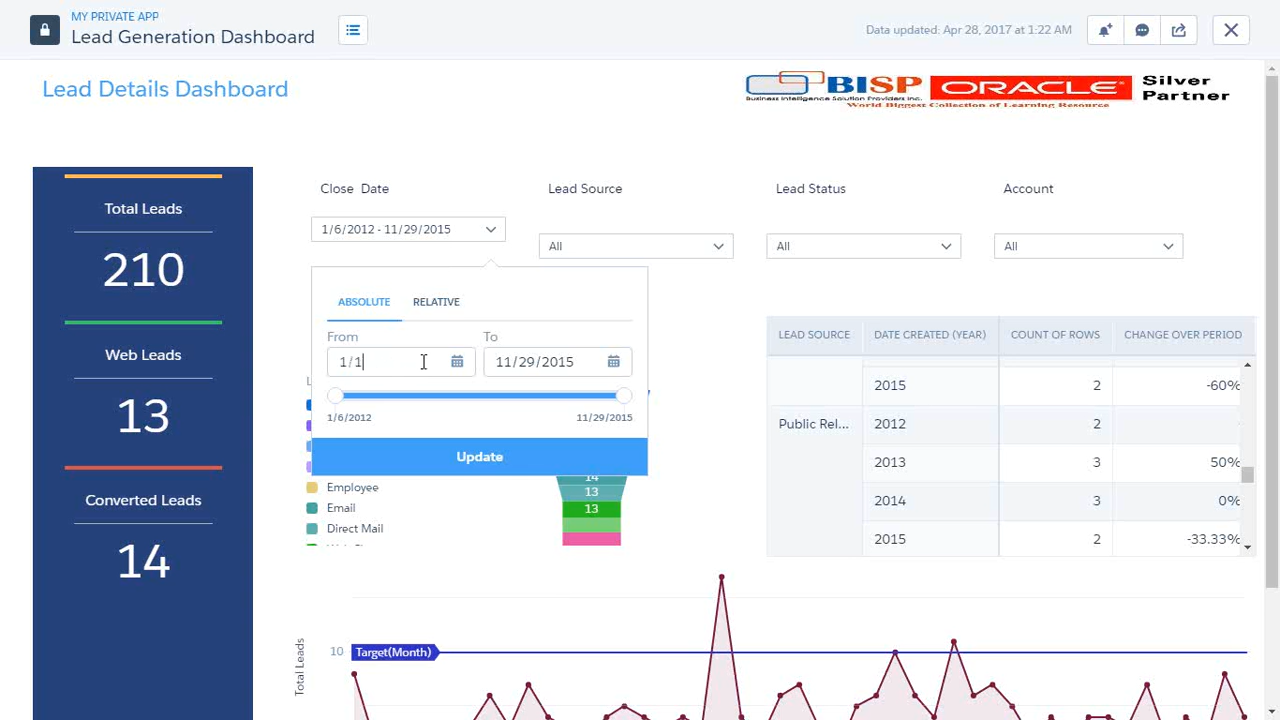 MY PRIVATE APP
Lead Generation Dashboard
Data updated: Apr 28, 2017 at 1:22 AM
Lead Details Dashboard
BISP
Business Intelligence Solution Providers Inc.
ORACLE
Silver
Partner
World Biggest Collection of Learning Resource
Total Leads
210
Web Leads
13
Converted Leads
14
Close Date
Lead Source
Lead Status
Account
1/6/2012 - 11/29/2015
All
All
All
ABSOLUTE
RELATIVE
From
To
1/1
11/29/2015
1/6/2012
11/29/2015
Update
Employee
Email
Direct Mail
14
13
13
LEAD SOURCE DATE CREATED (YEAR) COUNT OF ROWS CHANGE OVER PERIOD
2015 2 -60%
Public Rel... 2012 2
2013 3 50%
2014 3 0%
2015 2 -33.33%
Total Leads
10
Target(Month)